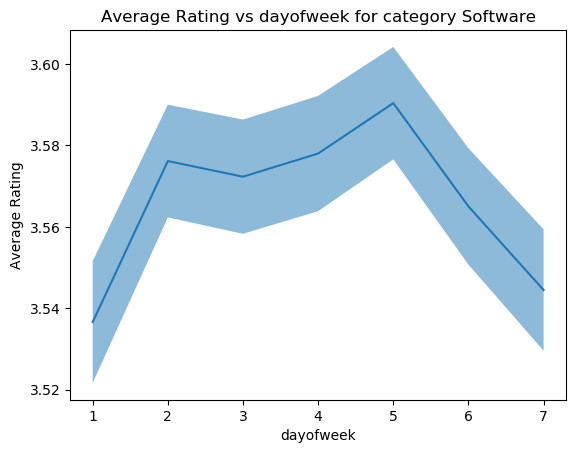 Average Rating vs dayofweek for category Software
Average Rating
3.60
3.58
3.56
3.54
3.52
1 2 3 4 5 6 7
dayofweek